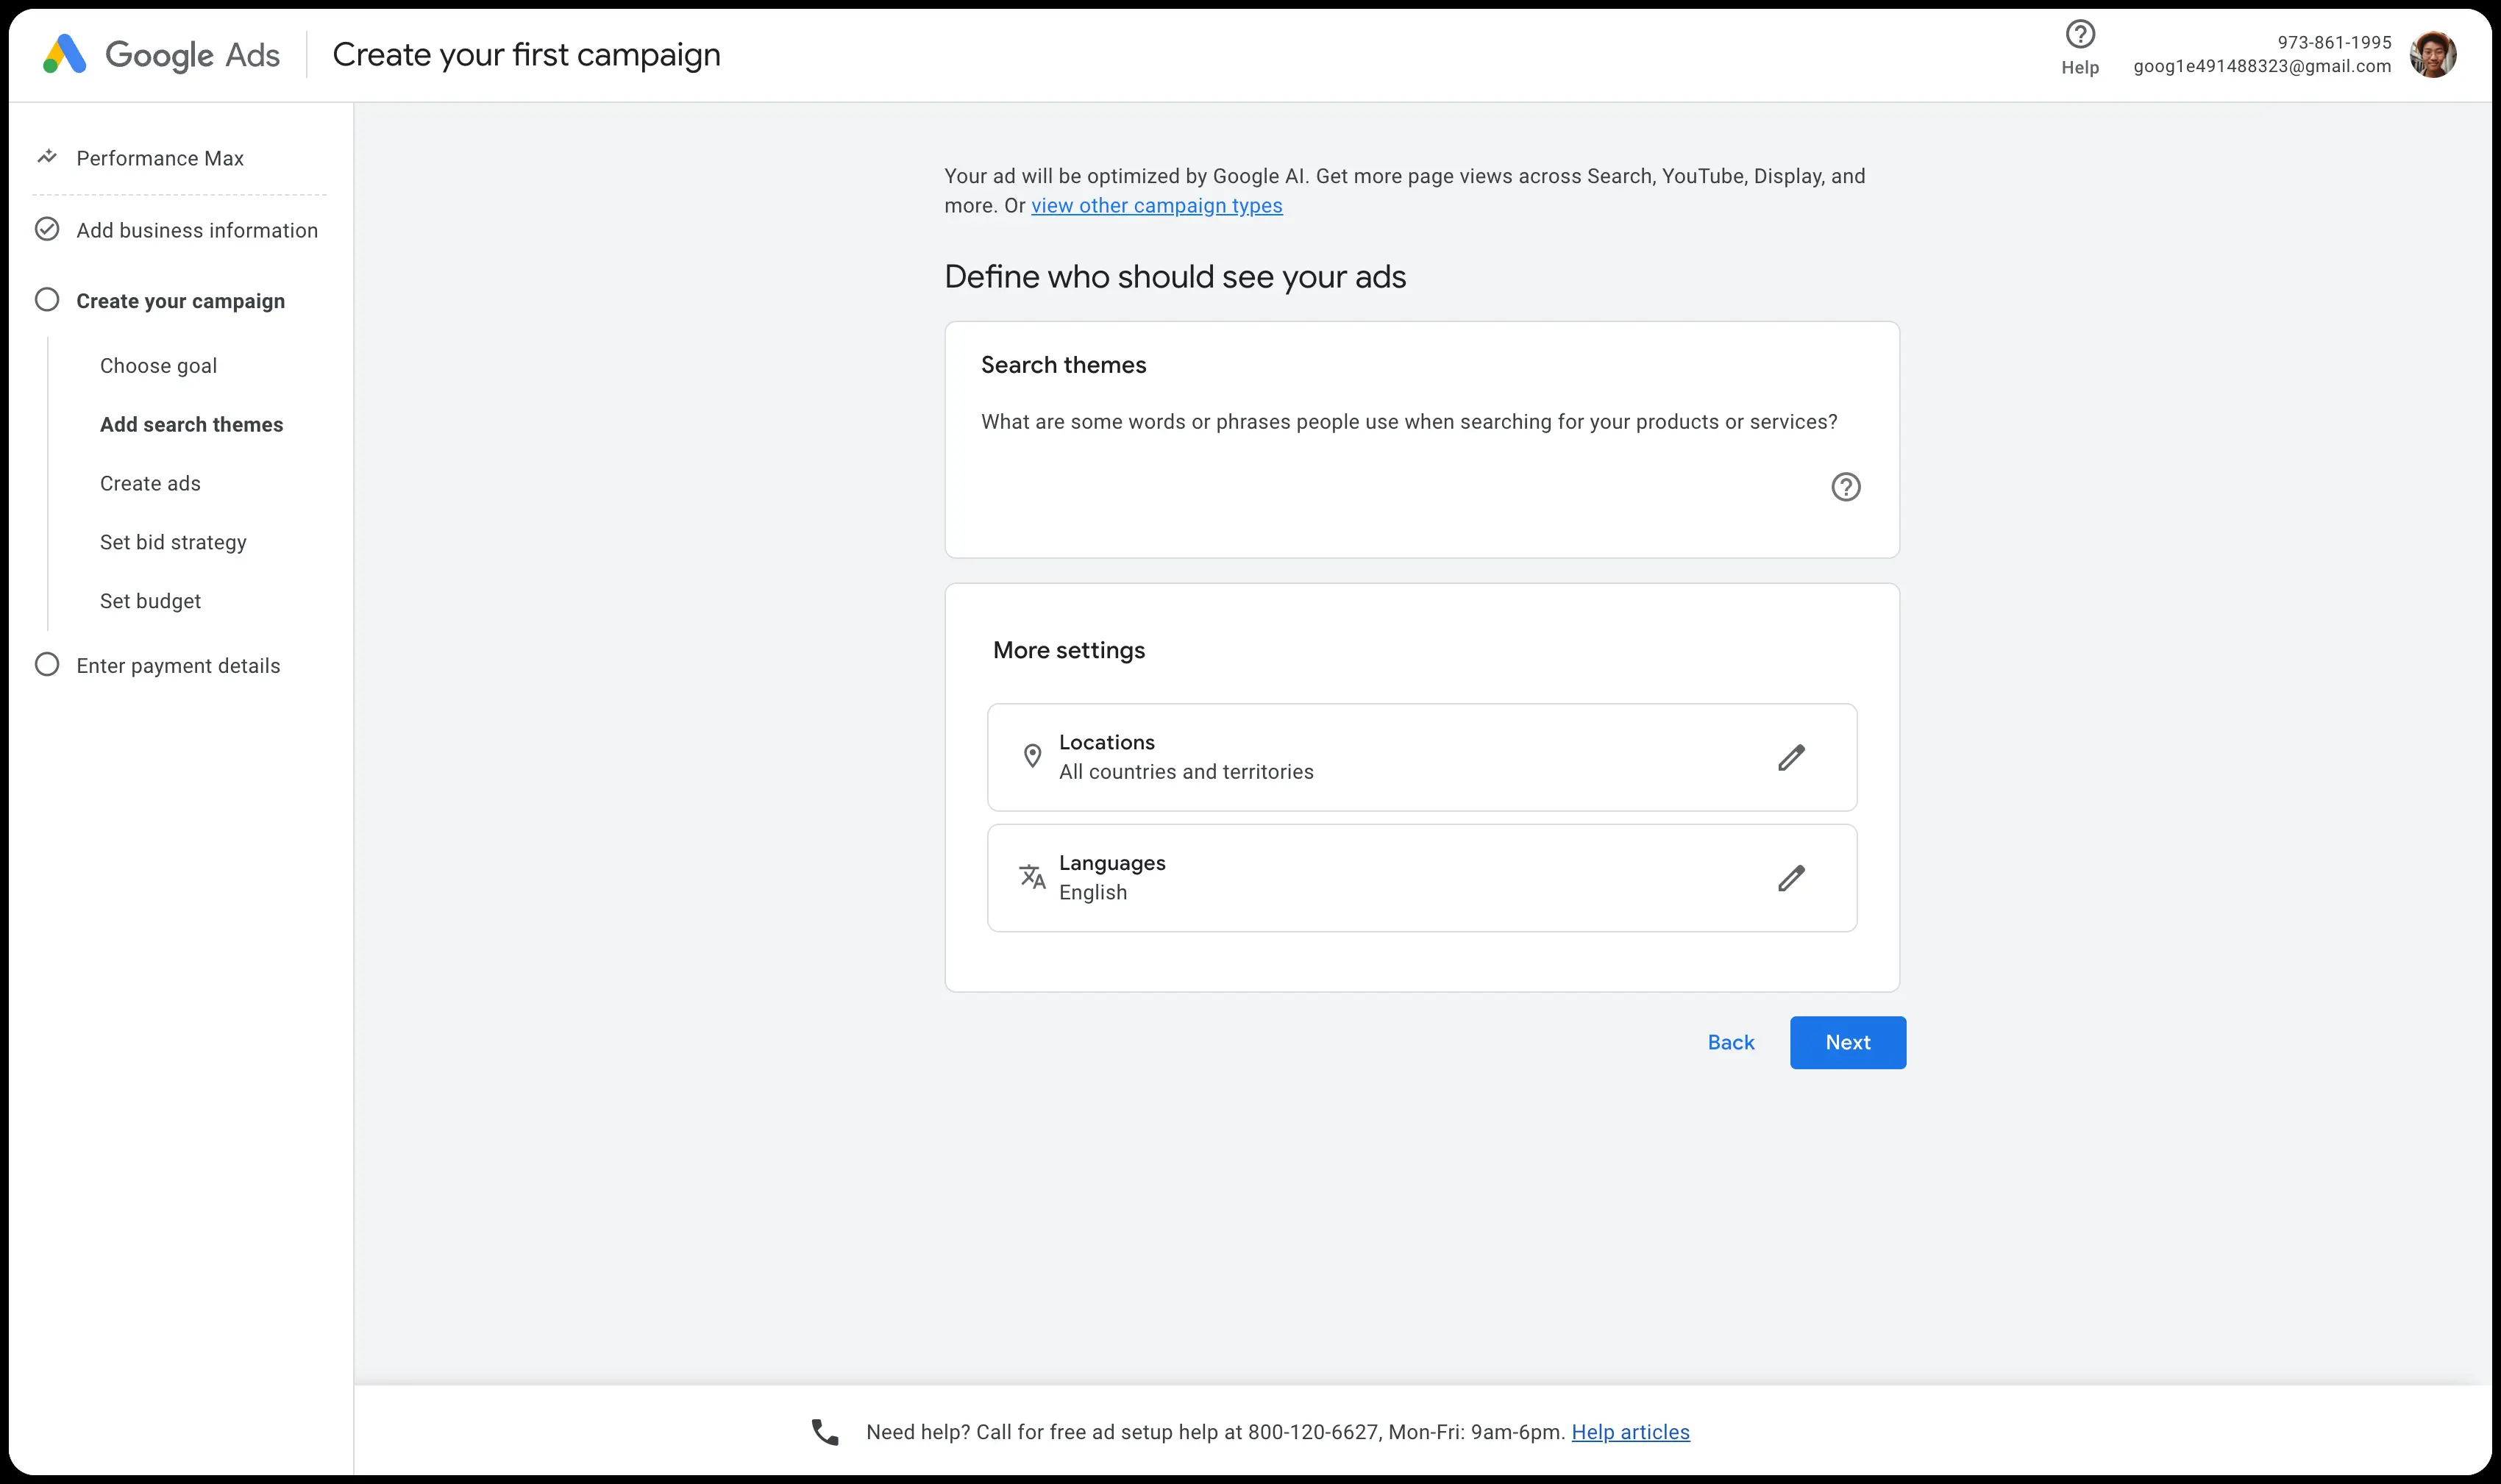 Google Ads
Create your first campaign
Help
973-861-1995
goog1e491488323@gmail.com
Performance Max
Add business information
Create your campaign
Choose goal
Add search themes
Create ads
Set bid strategy
Set budget
Enter payment details
Your ad will be optimized by Google AI. Get more page views across Search, YouTube, Display, and
more. Or view other campaign types
Define who should see your ads
Search themes
What are some words or phrases people use when searching for your products or services?
More settings
Locations
All countries and territories
Languages
English
Back
Next
Need help? Call for free ad setup help at 800-120-6627, Mon-Fri: 9am-6pm. Help articles